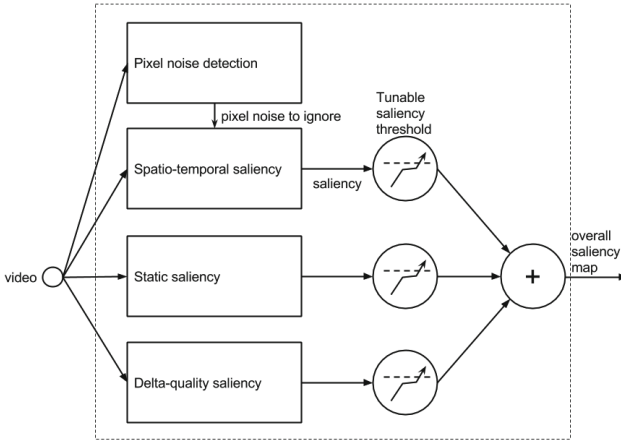 Pixel noise detection
pixel noise to ignore
Tunable
saliency
threshold
Spatio-temporal saliency
saliency
video
Static saliency
+
overall
saliency
map
Delta-quality saliency